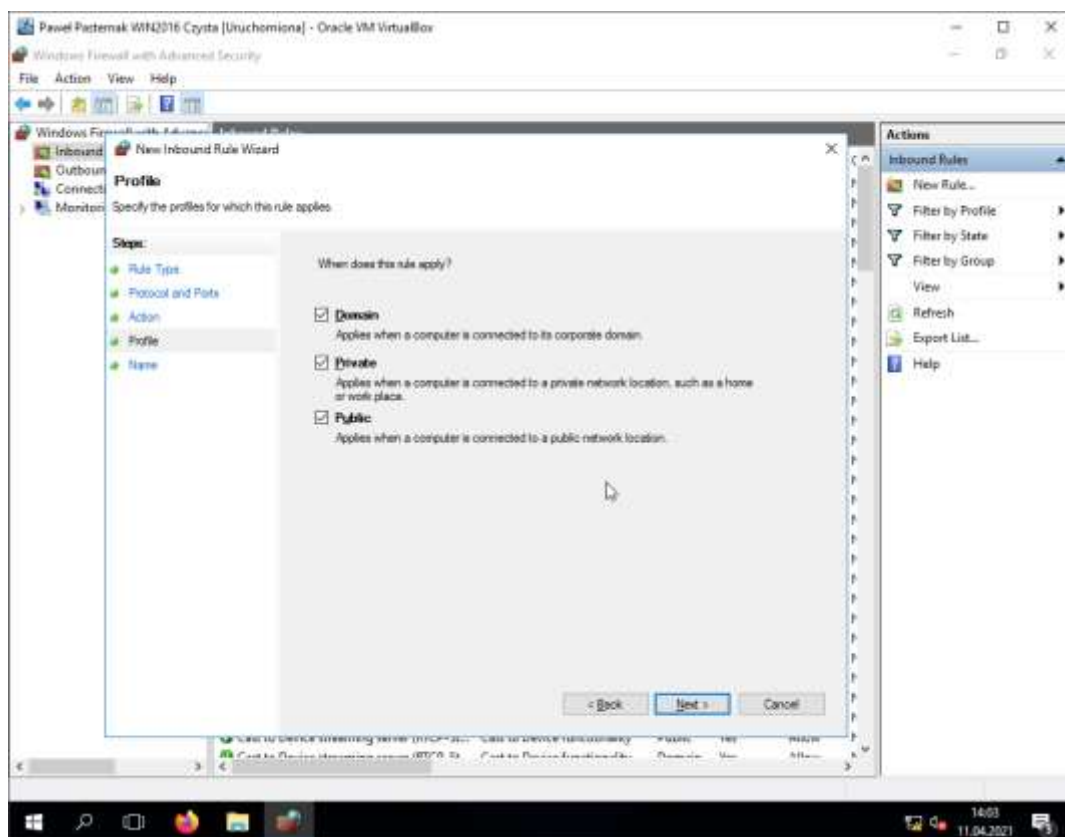 Paweł Pasternak WIN2016 Czysta [Uruchomiona] - Oracle VM VirtualBox
Windows Firewall with Advanced Security
File Action View Help
Windows Inbound Rules
Inbound
New Inbound Rule Wizard
Profile
Specify the profiles for which this rule applies.
Steps:
Rule Type
Protocol and Ports
Action
Profile
Name
When does this rule apply?
Domain
Applies when a computer is connected to its corporate domain.
Private
Applies when a computer is connected to a private network location, such as a home
or work place.
Public
Applies when a computer is connected to a public network location.
< Back Next > Cancel
Actions
Inbound Rules
New Rule...
Filter by Profile
Filter by State
Filter by Group
View
Refresh
Export List...
Help
14:03
11.04.2021